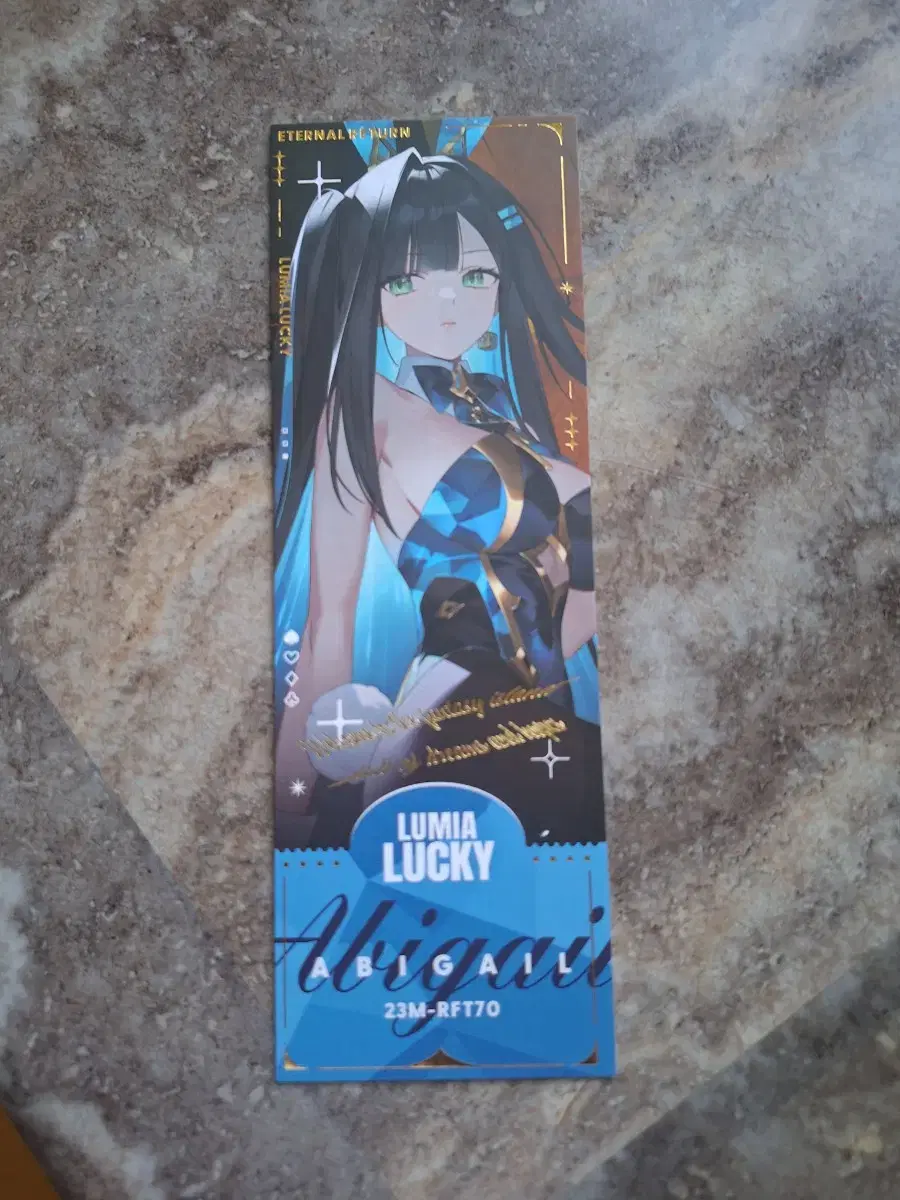 ETERNAL RETURN
LUMIA LUCKY
LUMIA
LUCKY
Abigail
ABIGAIL
23M-RFT70